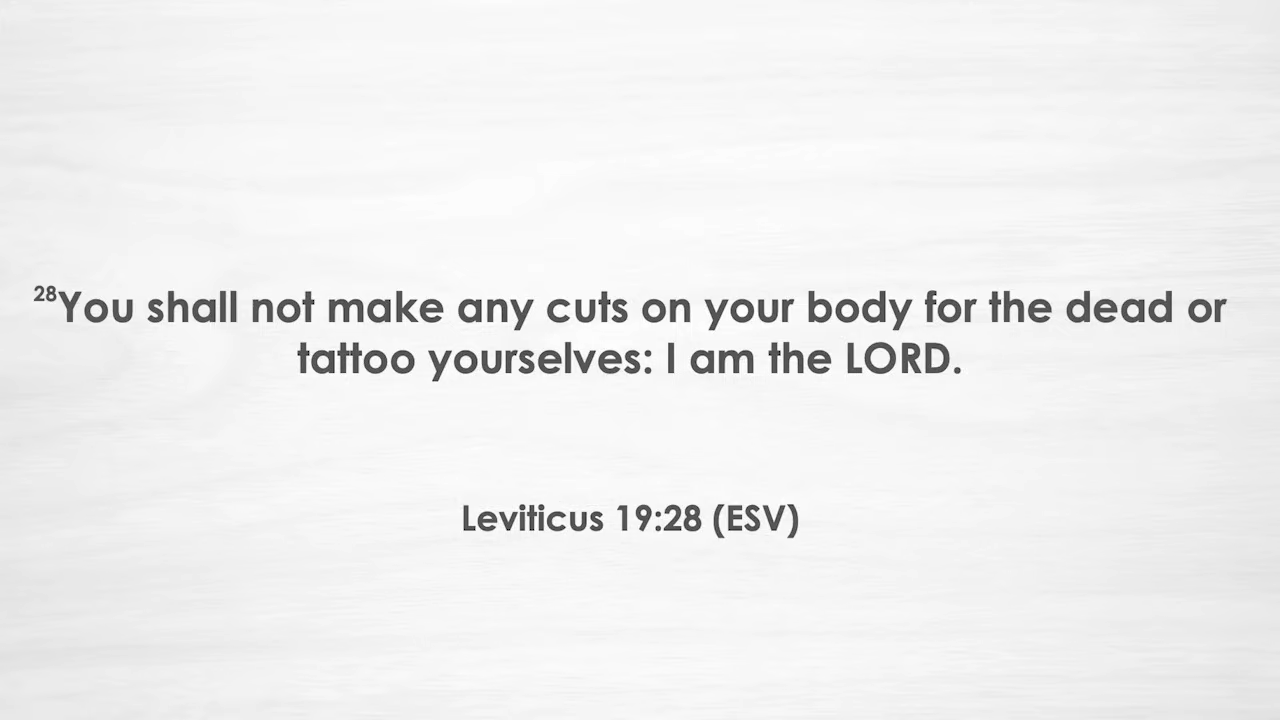 28You shall not make any cuts on your body for the dead or
tattoo yourselves: I am the LORD.
Leviticus 19:28 (ESV)